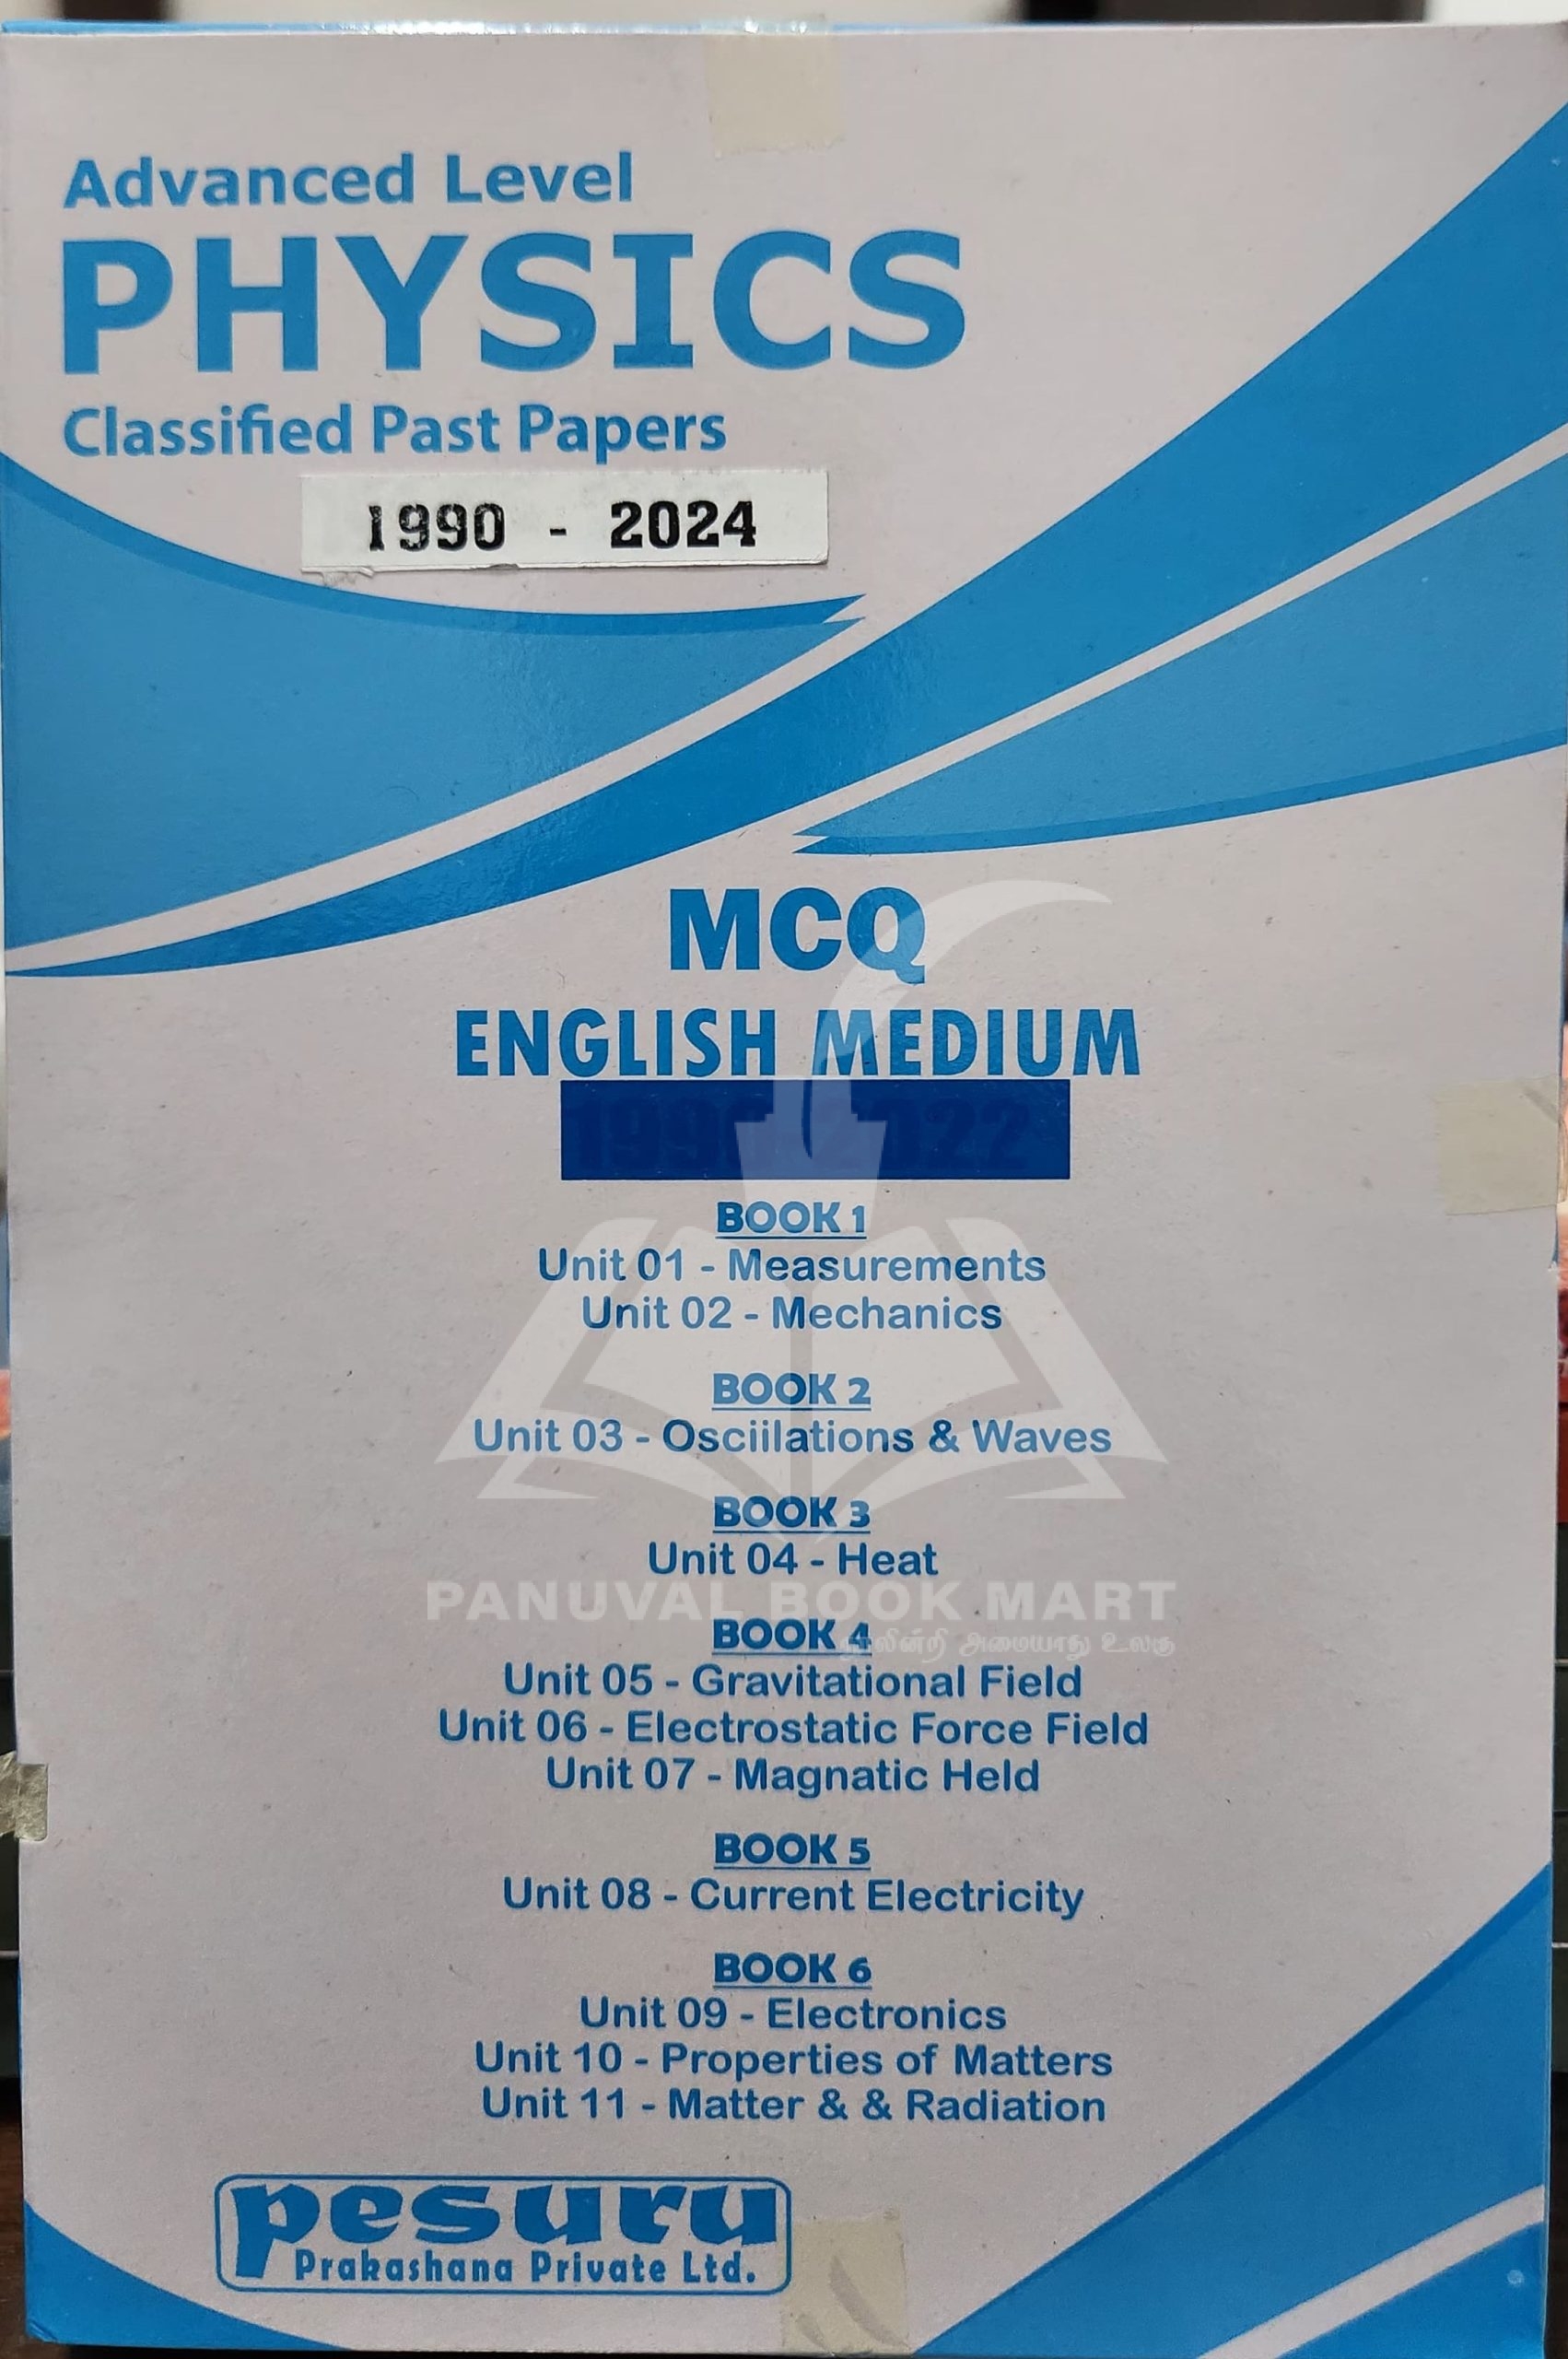 Advanced Level
PHYSICS
Classified Past Papers
1990 - 2024
MCQ
ENGLISH MEDIUM
BOOK 1
Unit 01 - Measurements
Unit 02 - Mechanics
BOOK 2
Unit 03 - Osciilations & Waves
BOOK 3
Unit 04 - Heat
PANUVAL BOOK MART
BOOK 4
அமையாது உலகு
Unit 05 - Gravitational Field
Unit 06 - Electrostatic Force Field
Unit 07 - Magnatic Held
BOOK 5
Unit 08 - Current Electricity
BOOK 6
Unit 09 - Electronics
Unit 10 - Properties of Matters
Unit 11 - Matter & & Radiation
pesuru
Prakashana Private Ltd.